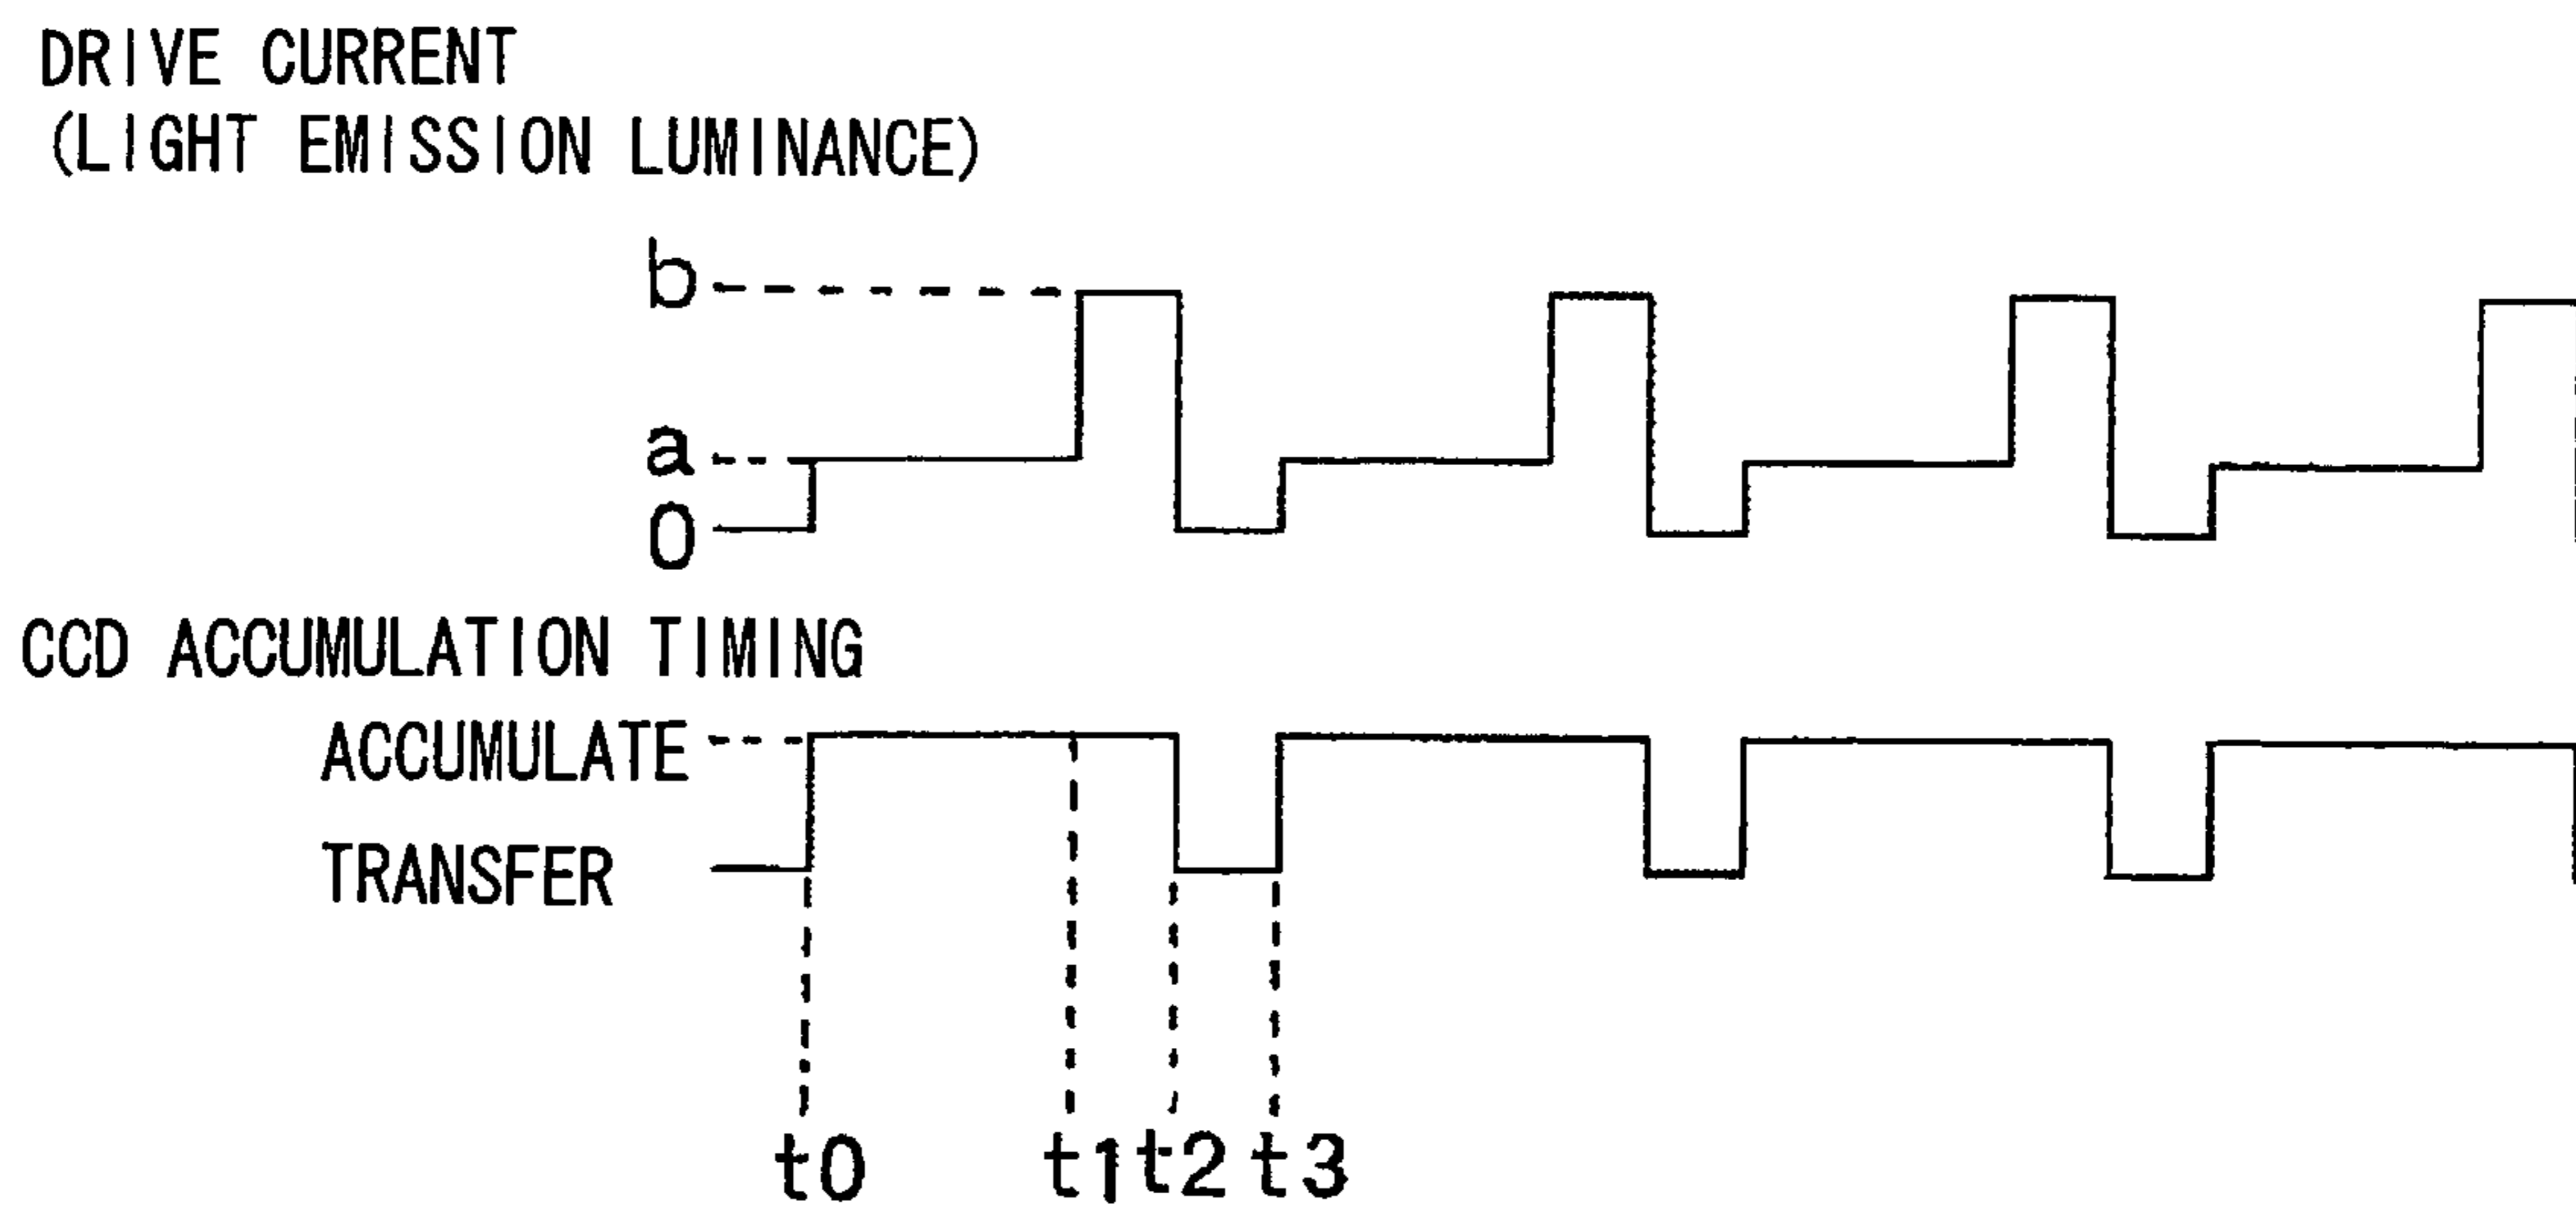 DRIVE CURRENT
(LIGHT EMISSION LUMINANCE)
b
a
0
CCD ACCUMULATION TIMING
ACCUMULATE
TRANSFER
t0 t1 t2 t3